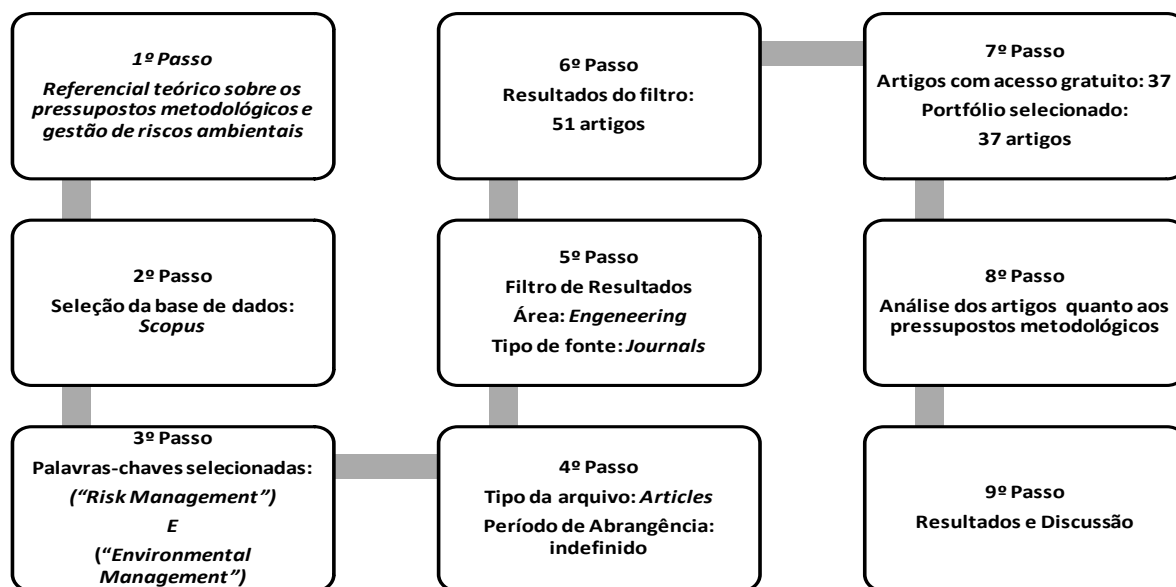 1º Passo
Referencial teórico sobre os
pressupostos metodológicos e
gestão de riscos ambientais
2º Passo
Seleção da base de dados:
Scopus
3º Passo
Palavras-chaves selecionadas:
(“Risk Management”)
E
(“Environmental
Management”)
4º Passo
Tipo da arquivo: Articles
Período de Abrangência:
indefinido
5º Passo
Filtro de Resultados
Área: Engeneering
Tipo de fonte: Journals
6º Passo
Resultados do filtro:
51 artigos
7º Passo
Artigos com acesso gratuito: 37
Portfólio selecionado:
37 artigos
8º Passo
Análise dos artigos quanto aos
pressupostos metodológicos
9º Passo
Resultados e Discussão